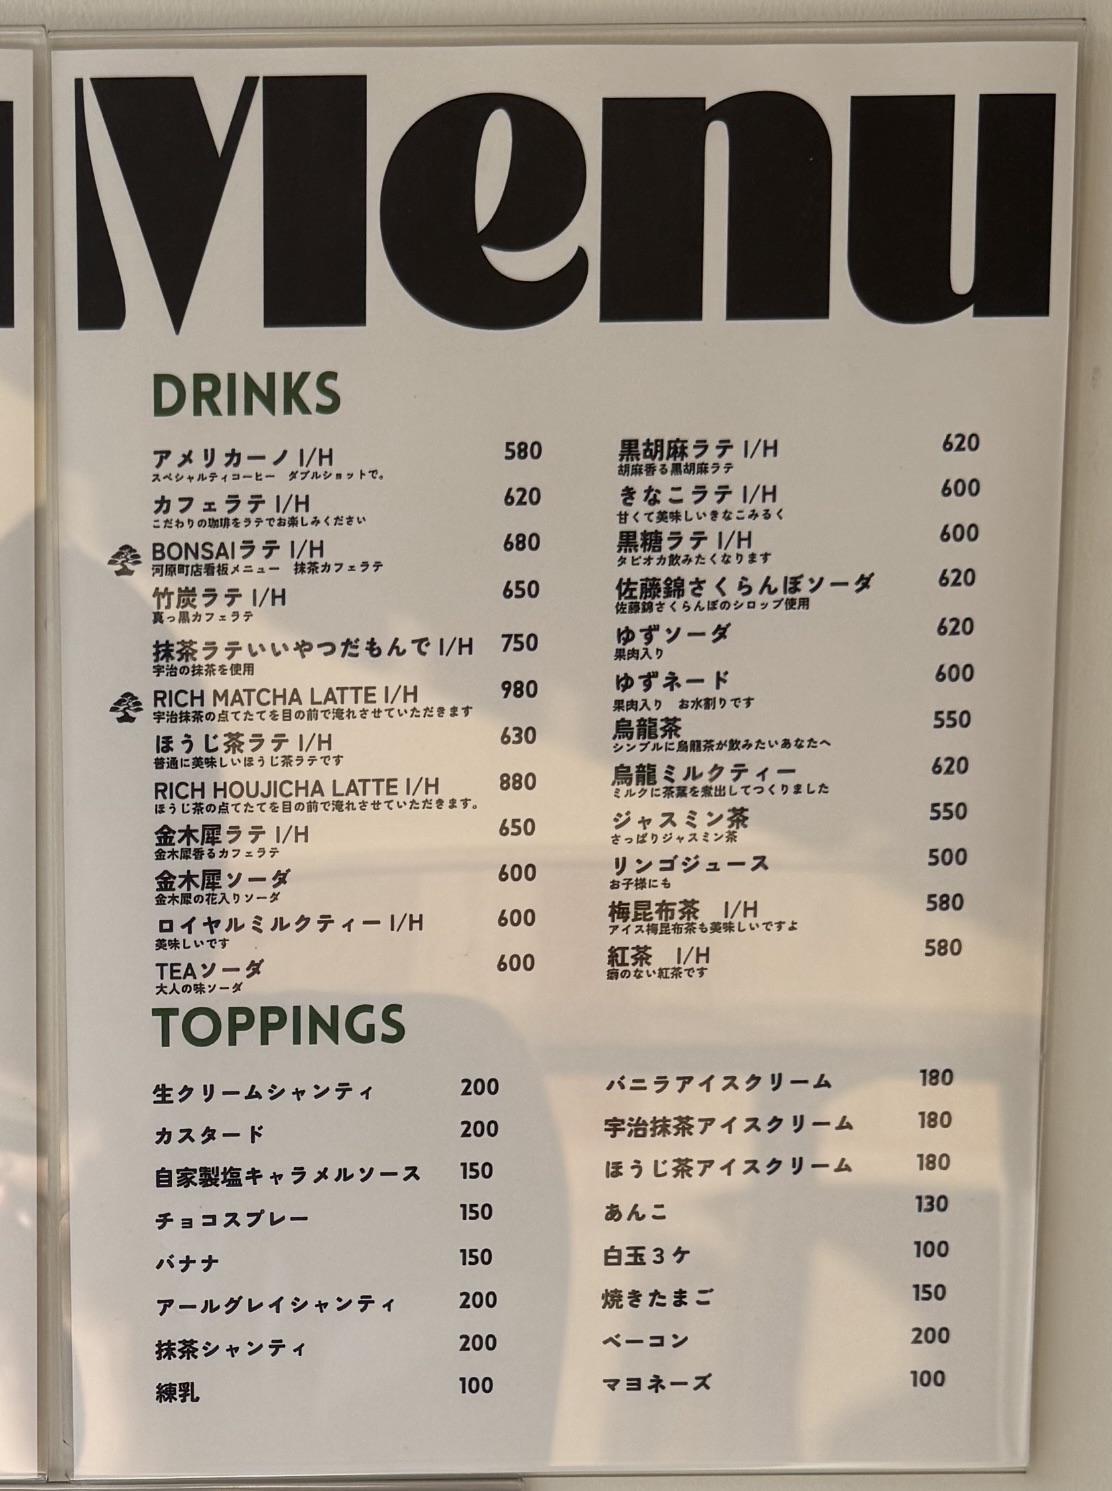 Menu
DRINKS
アメリカーノ I/H 580
スペシャルティコーヒー ダブルショットで。
カフェラテ I/H 620
こだわりの珈琲をラテでお楽しみください
BONSAIラテ I/H 680
河原町店看板メニュー 抹茶カフェラテ
竹炭ラテ I/H 650
真っ黒カフェラテ
抹茶ラテいいやつだもんで I/H 750
宇治の抹茶を使用
RICH MATCHA LATTE I/H 980
宇治抹茶の点てたてを目の前で淹れさせていただきます
ほうじ茶ラテ I/H 630
普通に美味しいほうじ茶ラテです
RICH HOUJICHA LATTE I/H 880
ほうじ茶の点てたてを目の前で淹れさせていただきます。
金木犀ラテ I/H 650
金木犀香るカフェラテ
金木犀ソーダ 600
金木犀の花入りソーダ
ロイヤルミルクティー I/H 600
美味しいです
TEAソーダ 600
大人の味ソーダ
黒胡麻ラテ I/H 620
胡麻香る黒胡麻ラテ
きなこラテ I/H 600
甘くて美味しいきなこみるく
黒糖ラテ I/H 600
タピオカ飲みたくなります
佐藤錦さくらんぼソーダ 620
佐藤錦さくらんぼのシロップ使用
ゆずソーダ 620
果肉入り
ゆずネード 600
果肉入り お水割りです
烏龍茶 550
シンプルに烏龍茶が飲みたいあなたへ
烏龍ミルクティー 620
ミルクに茶葉を煮出してつくりました
ジャスミン茶 550
さっぱりジャスミン茶
リンゴジュース 500
お子様にも
梅昆布茶 I/H 580
アイス梅昆布茶も美味しいですよ
紅茶 I/H 580
癖のない紅茶です
TOPPINGS
生クリームシャンティ 200
カスタード 200
自家製塩キャラメルソース 150
チョコスプレー 150
バナナ 150
アールグレイシャンティ 200
抹茶シャンティ 200
練乳 100
バニラアイスクリーム 180
宇治抹茶アイスクリーム 180
ほうじ茶アイスクリーム 180
あんこ 130
白玉3ケ 100
焼きたまご 150
ベーコン 200
マヨネーズ 100